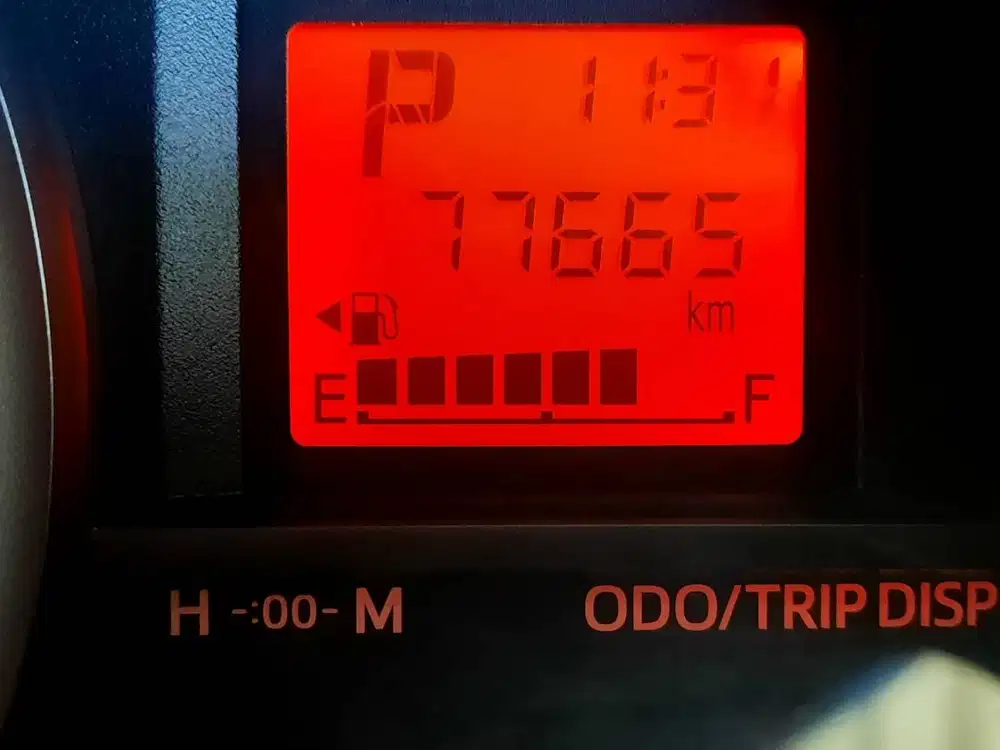 P 11:31
77665
km
E F
H -:00- M ODO/TRIP DISP